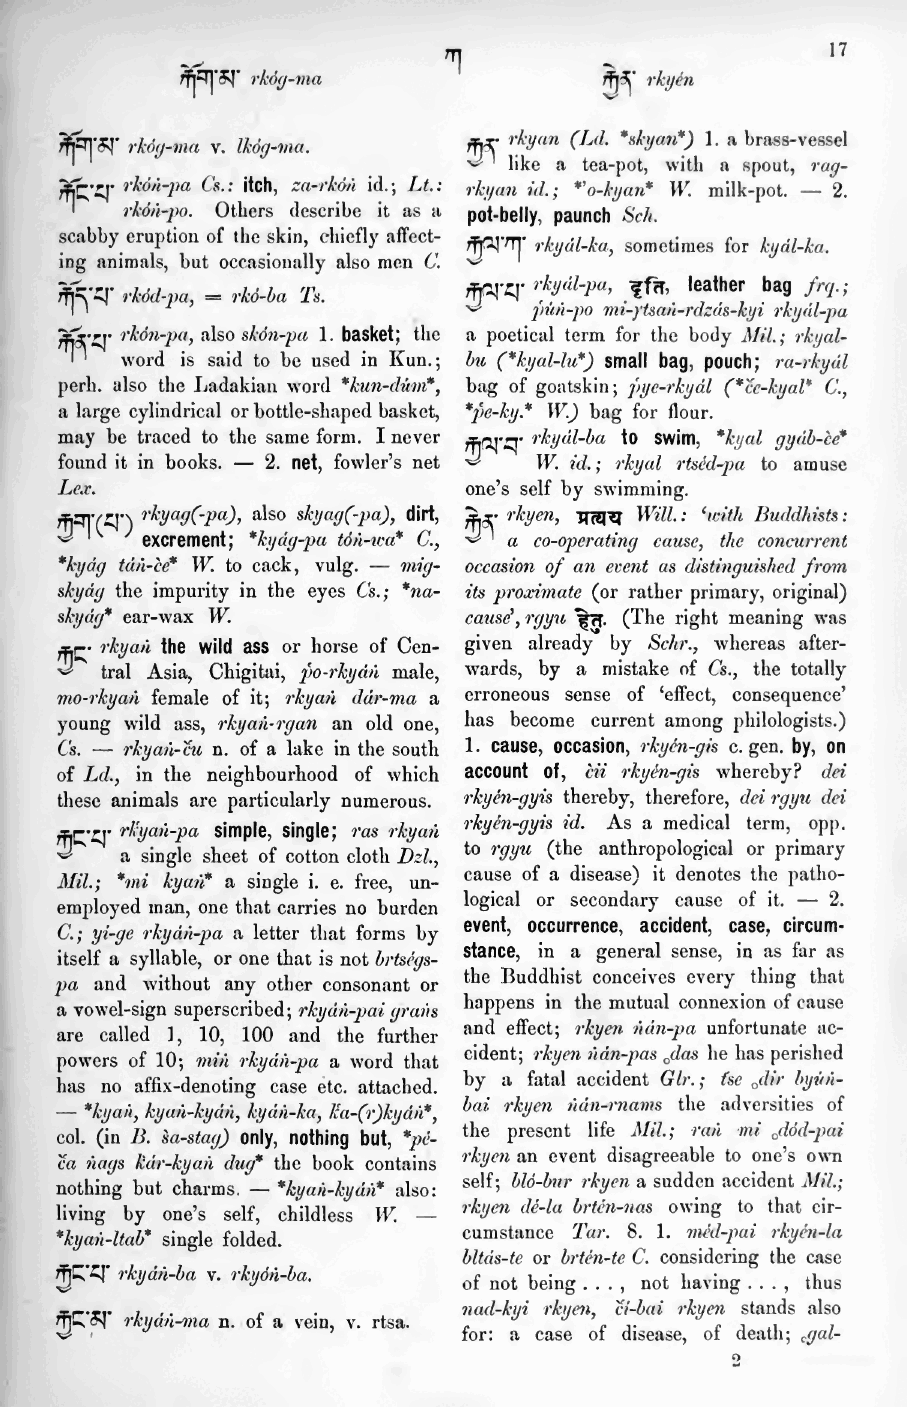 ཀ
17
རྐོག་མ་ rkóg-ma
རྐྱེན་ rkyén
རྐོག་མ་ rkóg-ma v. lkóg-ma.
རྐོང་པ་ rkóṅ-pa Cs.: itch, za-rkóṅ id.; Lt.:
rkóṅ-po. Others describe it as a
scabby eruption of the skin, chiefly affect-
ing animals, but occasionally also men C.
རྐོད་པ་ rkód-pa, = rkó-ba Ts.
རྐོན་པ་ rkón-pa, also skón-pa 1. basket; the
word is said to be used in Kun.;
perh. also the Ladakian word *kun-dúm*,
a large cylindrical or bottle-shaped basket,
may be traced to the same form. I never
found it in books. — 2. net, fowler's net
Lex.
རྐྱག་(པ་) rkyag(-pa), also skyag(-pa), dirt,
excrement; *kyág-pa tóṅ-wa* C.,
*kyág táṅ-c̀e* W. to cack, vulg. — mig-
skyág the impurity in the eyes Cs.; *na-
skyág* ear-wax W.
རྐྱང་ rkyaṅ the wild ass or horse of Cen-
tral Asia, Chigitai, p̔o-rkyáṅ male,
mo-rkyaṅ female of it; rkyaṅ dár-ma a
young wild ass, rkyaṅ-rgan an old one,
Cs. — rkyaṅ-c̆u n. of a lake in the south
of Ld., in the neighbourhood of which
these animals are particularly numerous.
རྐྱང་པ་ rkyaṅ-pa simple, single; ras rkyaṅ
a single sheet of cotton cloth Dzl.,
Mil.; *mi kyaṅ* a single i. e. free, un-
employed man, one that carries no burden
C.; yi-ge rkyáṅ-pa a letter that forms by
itself a syllable, or one that is not brtségs-
pa and without any other consonant or
a vowel-sign superscribed; rkyáṅ-pai graṅs
are called 1, 10, 100 and the further
powers of 10; miṅ rkyáṅ-pa a word that
has no affix-denoting case etc. attached.
— *kyaṅ, kyaṅ-kyáṅ, kyáṅ-ka, k̔a-(r)kyáṅ*,
col. (in B. s̀a-stag) only, nothing but, *pé-
c̆a ṅags k̔ár-kyaṅ dug* the book contains
nothing but charms. — *kyaṅ-kyáṅ* also:
living by one's self, childless W. —
*kyaṅ-ltab* single folded.
རྐྱང་བ་ rkyáṅ-ba v. rkyóṅ-ba.
རྐྱང་མ་ rkyáṅ-ma n. of a vein, v. rtsa.
རྐྱན་ rkyan (Ld. *skyan*) 1. a brass-vessel
like a tea-pot, with a spout, rag-
rkyan id.; *'o-kyan* W. milk-pot. — 2.
pot-belly, paunch Sch.
རྐྱལ་ཀ་ rkyál-ka, sometimes for kyál-ka.
རྐྱལ་པ་ rkyál-pa, दृति, leather bag frq.;
p̔úṅ-po mi-ɣtsaṅ-rdzás-kyi rkyál-pa
a poetical term for the body Mil.; rkyal-
bu (*kyal-lu*) small bag, pouch; ra-rkyál
bag of goatskin; p̔ye-rkyál (*c̆e-kyal* C.,
*p̔e-ky.* W.) bag for flour.
རྐྱལ་བ་ rkyál-ba to swim, *kyal gyáb-c̀e*
W. id.; rkyal rtséd-pa to amuse
one's self by swimming.
རྐྱེན་ rkyen, प्रत्यय Will.: 'with Buddhists:
a co-operating cause, the concurrent
occasion of an event as distinguished from
its proximate (or rather primary, original)
cause', rgyu हेतु. (The right meaning was
given already by Schr., whereas after-
wards, by a mistake of Cs., the totally
erroneous sense of 'effect, consequence'
has become current among philologists.)
1. cause, occasion, rkyén-gis c. gen. by, on
account of, c̀ii rkyén-gis whereby? dei
rkyén-gyis thereby, therefore, dei rgyu dei
rkyén-gyis id. As a medical term, opp.
to rgyu (the anthropological or primary
cause of a disease) it denotes the patho-
logical or secondary cause of it. — 2.
event, occurrence, accident, case, circum-
stance, in a general sense, in as far as
the Buddhist conceives every thing that
happens in the mutual connexion of cause
and effect; rkyen ṅán-pa unfortunate ac-
cident; rkyen ṅán-pas ₒdas he has perished
by a fatal accident Glr.; t̔se ₒdir byúṅ-
bai rkyen ṅán-rnams the adversities of
the present life Mil.; raṅ mi ₒdód-pai
rkyen an event disagreeable to one's own
self; bló-bur rkyen a sudden accident Mil.;
rkyen dé-la brtén-nas owing to that cir-
cumstance Tar. 8. 1. méd-pai rkyén-la
bltás-te or brtén-te C. considering the case
of not being . . . , not having . . . , thus
nad-kyi rkyen, c̆í-bai rkyen stands also
for: a case of disease, of death; ₒgal-
2